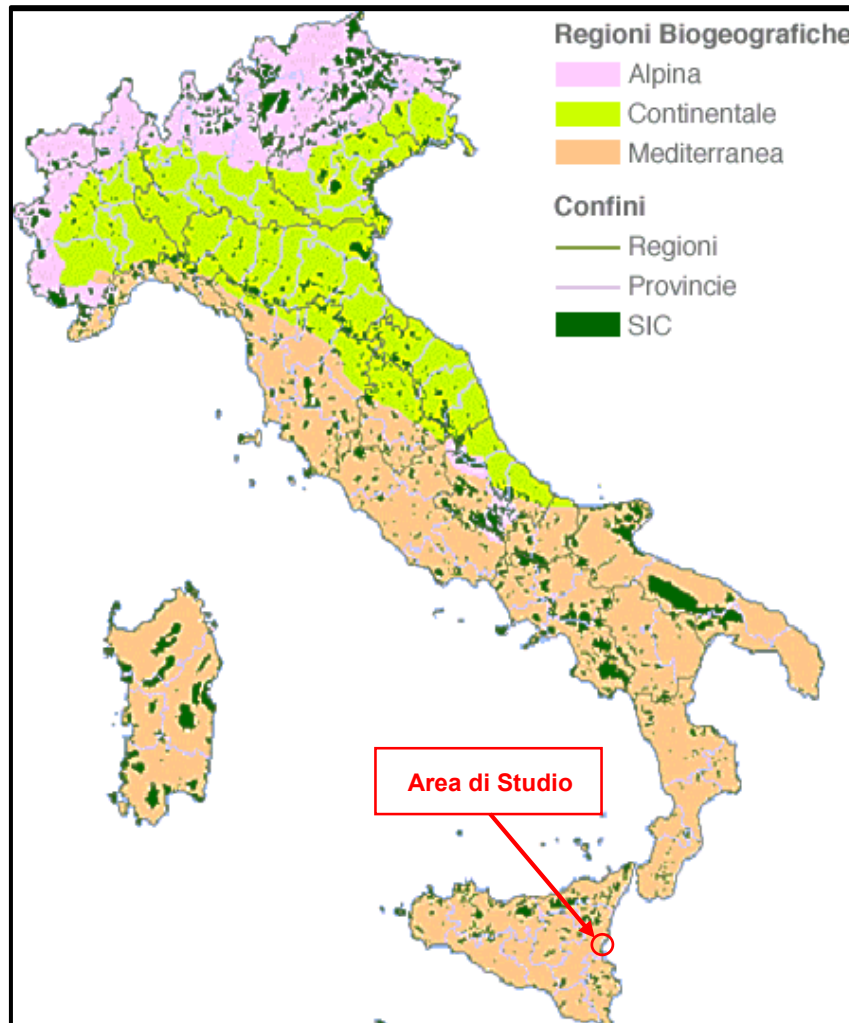 Regioni Biogeografiche
Alpina
Continentale
Mediterranea
Confini
Regioni
Provincie
SIC
Area di Studio